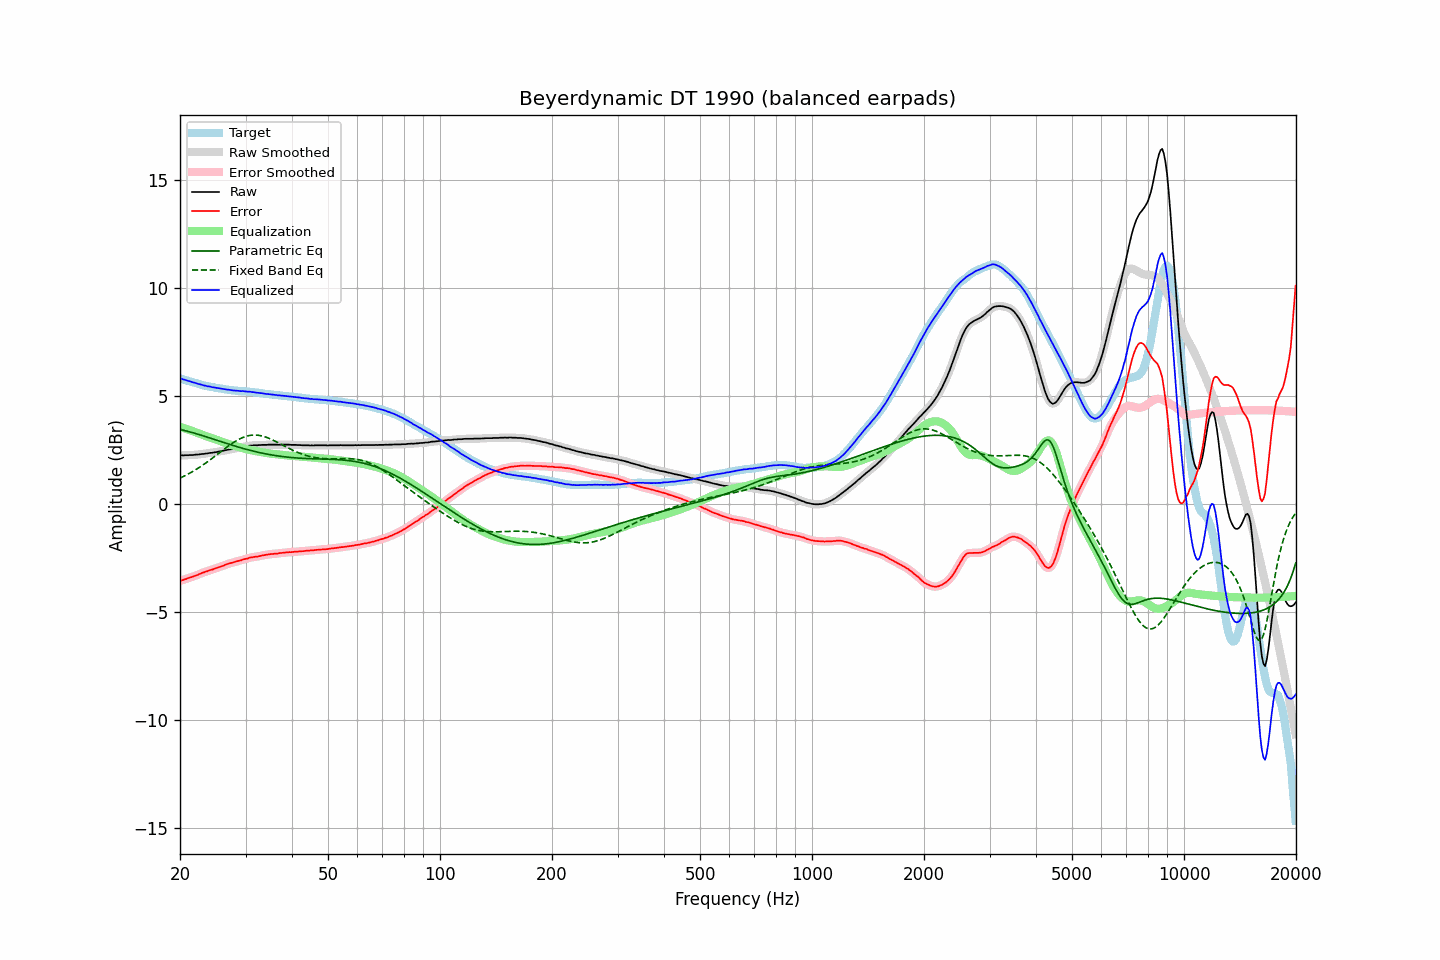 Beyerdynamic DT 1990 (balanced earpads)
Target
Raw Smoothed
Error Smoothed
Raw
Error
Equalization
Parametric Eq
Fixed Band Eq
Equalized
Amplitude (dBr)
15
10
5
0
−5
−10
−15
20 50 100 200 500 1000 2000 5000 10000 20000
Frequency (Hz)